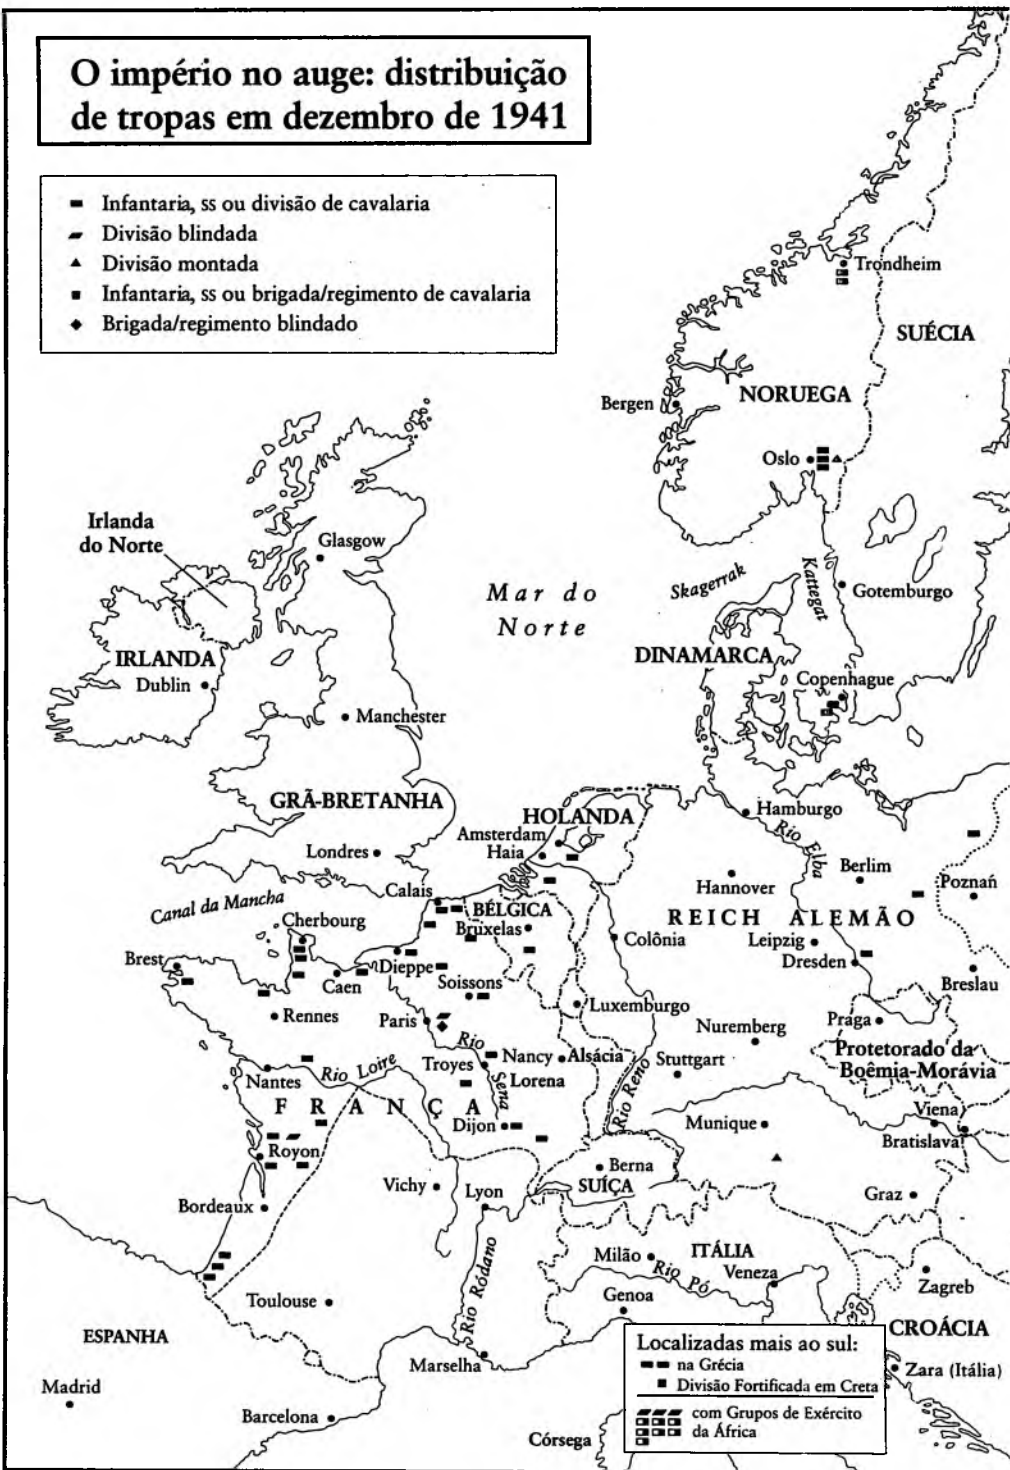 O império no auge: distribuição
de tropas em dezembro de 1941
Infantaria, ss ou divisão de cavalaria
Divisão blindada
Divisão montada
Infantaria, ss ou brigada/regimento de cavalaria
Brigada/regimento blindado
Trondheim
SUÉCIA
NORUEGA
Bergen
Oslo
Irlanda
do Norte
Glasgow
Mar do
Norte
Skagerrak
Kattegat
Gotemburgo
IRLANDA
Dublin
DINAMARCA
Copenhague
Manchester
GRÃ-BRETANHA
HOLANDA
Hamburgo
Rio Elba
Amsterdam
Haia
Londres
Berlim
Hannover
Poznań
Calais
Canal da Mancha
BÉLGICA
REICH ALEMÃO
Cherbourg
Bruxelas
Colônia
Leipzig
Brest
Dieppe
Dresden
Caen
Soissons
Breslau
Luxemburgo
Rennes
Paris
Nuremberg
Praga
Rio Sena
Protetorado da
Boêmia-Morávia
Troyes
Nancy
Alsácia
Stuttgart
Nantes
Rio Loire
Lorena
Rio Reno
FRANÇA
Viena
Dijon
Munique
Bratislava
Royon
Berna
SUÍÇA
Vichy
Lyon
Graz
Bordeaux
Milão
ITÁLIA
Rio Pó
Veneza
Zagreb
Rio Ródano
Toulouse
Genoa
ESPANHA
CROÁCIA
Marselha
Zara (Itália)
Madrid
Barcelona
Córsega
Localizadas mais ao sul:
na Grécia
Divisão Fortificada em Creta
com Grupos de Exército
da África